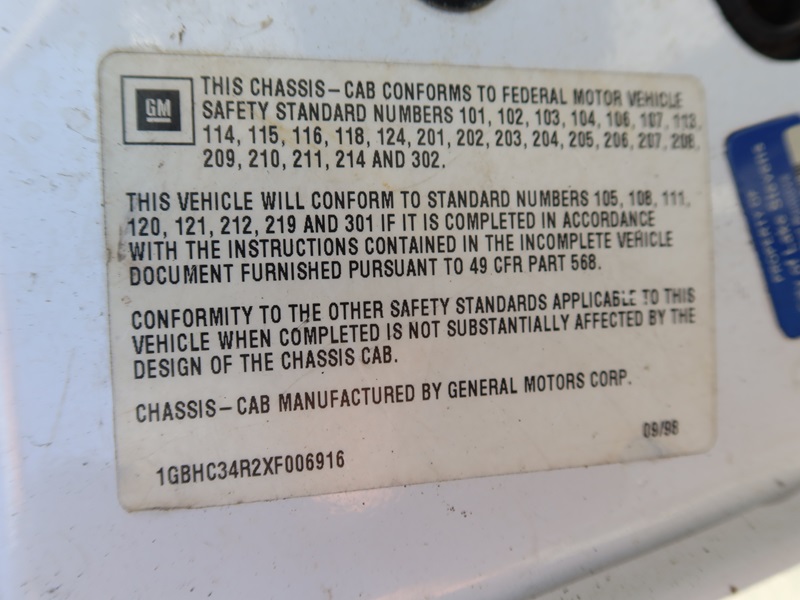 GM
THIS CHASSIS-CAB CONFORMS TO FEDERAL MOTOR VEHICLE
SAFETY STANDARD NUMBERS 101, 102, 103, 104, 106, 107, 113,
114, 115, 116, 118, 124, 201, 202, 203, 204, 205, 206, 207, 208,
209, 210, 211, 214 AND 302.
THIS VEHICLE WILL CONFORM TO STANDARD NUMBERS 105, 108, 111,
120, 121, 212, 219 AND 301 IF IT IS COMPLETED IN ACCORDANCE
WITH THE INSTRUCTIONS CONTAINED IN THE INCOMPLETE VEHICLE
DOCUMENT FURNISHED PURSUANT TO 49 CFR PART 568.
CONFORMITY TO THE OTHER SAFETY STANDARDS APPLICABLE TO THIS
VEHICLE WHEN COMPLETED IS NOT SUBSTANTIALLY AFFECTED BY THE
DESIGN OF THE CHASSIS CAB.
CHASSIS-CAB MANUFACTURED BY GENERAL MOTORS CORP.
09/98
1GBHC34R2XF006916
PROPERTY OF
of Lake Stevens